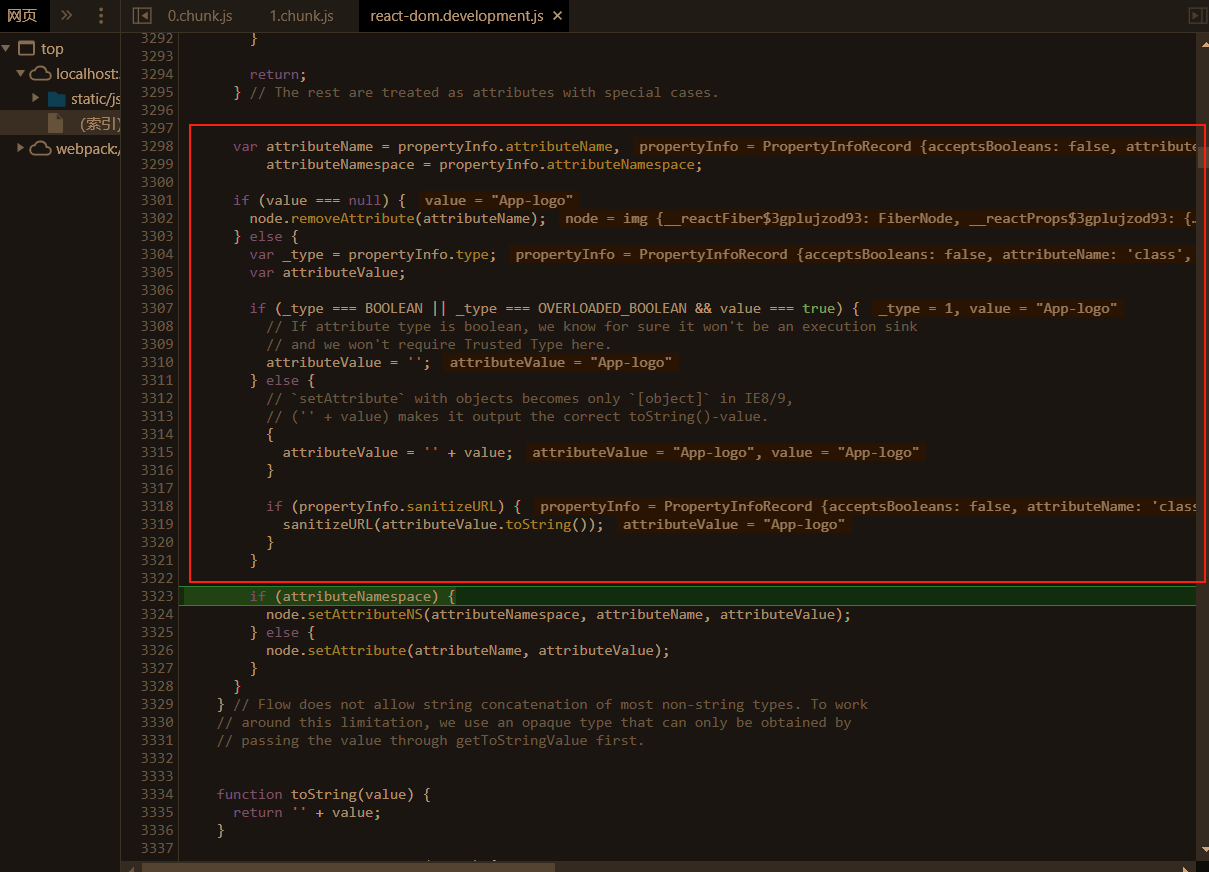 网页
0.chunk.js 1.chunk.js react-dom.development.js ×
top
localhost:
static/js
(索引)
webpack:/
3292 }
3293
3294 return;
3295 } // The rest are treated as attributes with special cases.
3296
3297
3298 var attributeName = propertyInfo.attributeName, propertyInfo = PropertyInfoRecord {acceptsBooleans: false, attribute
3299 attributeNamespace = propertyInfo.attributeNamespace;
3300
3301 if (value === null) { value = "App-logo"
3302 node.removeAttribute(attributeName); node = img {__reactFiber$3gplujzod93: FiberNode, __reactProps$3gplujzod93: {…
3303 } else {
3304 var _type = propertyInfo.type; propertyInfo = PropertyInfoRecord {acceptsBooleans: false, attributeName: 'class',
3305 var attributeValue;
3306
3307 if (_type === BOOLEAN || _type === OVERLOADED_BOOLEAN && value === true) { _type = 1, value = "App-logo"
3308 // If attribute type is boolean, we know for sure it won't be an execution sink
3309 // and we won't require Trusted Type here.
3310 attributeValue = ''; attributeValue = "App-logo"
3311 } else {
3312 // `setAttribute` with objects becomes only `[object]` in IE8/9,
3313 // ('' + value) makes it output the correct toString()-value.
3314 {
3315 attributeValue = '' + value; attributeValue = "App-logo", value = "App-logo"
3316 }
3317
3318 if (propertyInfo.sanitizeURL) { propertyInfo = PropertyInfoRecord {acceptsBooleans: false, attributeName: 'class
3319 sanitizeURL(attributeValue.toString()); attributeValue = "App-logo"
3320 }
3321 }
3322
3323 if (attributeNamespace) {
3324 node.setAttributeNS(attributeNamespace, attributeName, attributeValue);
3325 } else {
3326 node.setAttribute(attributeName, attributeValue);
3327 }
3328 }
3329 } // Flow does not allow string concatenation of most non-string types. To work
3330 // around this limitation, we use an opaque type that can only be obtained by
3331 // passing the value through getToStringValue first.
3332
3333
3334 function toString(value) {
3335 return '' + value;
3336 }
3337